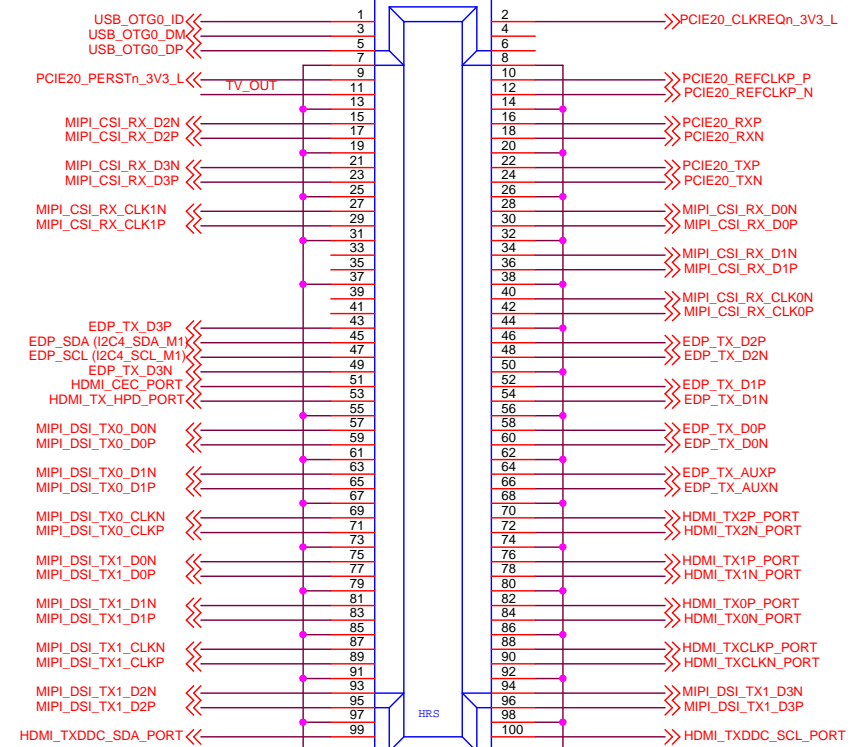 USB_OTG0_ID 1 2 PCIE20_CLKREQn_3V3_L
USB_OTG0_DM 3 4
USB_OTG0_DP 5 6
7 8
PCIE20_PERSTn_3V3_L 9 10 PCIE20_REFCLKP_P
TV_OUT 11 12 PCIE20_REFCLKP_N
13 14
MIPI_CSI_RX_D2N 15 16 PCIE20_RXP
MIPI_CSI_RX_D2P 17 18 PCIE20_RXN
19 20
MIPI_CSI_RX_D3N 21 22 PCIE20_TXP
MIPI_CSI_RX_D3P 23 24 PCIE20_TXN
25 26
MIPI_CSI_RX_CLK1N 27 28 MIPI_CSI_RX_D0N
MIPI_CSI_RX_CLK1P 29 30 MIPI_CSI_RX_D0P
31 32
33 34 MIPI_CSI_RX_D1N
35 36 MIPI_CSI_RX_D1P
37 38
39 40 MIPI_CSI_RX_CLK0N
41 42 MIPI_CSI_RX_CLK0P
EDP_TX_D3P 43 44
EDP_SDA (I2C4_SDA_M1) 45 46 EDP_TX_D2P
EDP_SCL (I2C4_SCL_M1) 47 48 EDP_TX_D2N
EDP_TX_D3N 49 50
HDMI_CEC_PORT 51 52 EDP_TX_D1P
HDMI_TX_HPD_PORT 53 54 EDP_TX_D1N
55 56
MIPI_DSI_TX0_D0N 57 58 EDP_TX_D0P
MIPI_DSI_TX0_D0P 59 60 EDP_TX_D0N
61 62
MIPI_DSI_TX0_D1N 63 64 EDP_TX_AUXP
MIPI_DSI_TX0_D1P 65 66 EDP_TX_AUXN
67 68
MIPI_DSI_TX0_CLKN 69 70 HDMI_TX2P_PORT
MIPI_DSI_TX0_CLKP 71 72 HDMI_TX2N_PORT
73 74
MIPI_DSI_TX1_D0N 75 76 HDMI_TX1P_PORT
MIPI_DSI_TX1_D0P 77 78 HDMI_TX1N_PORT
79 80
MIPI_DSI_TX1_D1N 81 82 HDMI_TX0P_PORT
MIPI_DSI_TX1_D1P 83 84 HDMI_TX0N_PORT
85 86
MIPI_DSI_TX1_CLKN 87 88 HDMI_TXCLKP_PORT
MIPI_DSI_TX1_CLKP 89 90 HDMI_TXCLKN_PORT
91 92
MIPI_DSI_TX1_D2N 93 94 MIPI_DSI_TX1_D3N
MIPI_DSI_TX1_D2P 95 96 MIPI_DSI_TX1_D3P
97 HRS 98
HDMI_TXDDC_SDA_PORT 99 100 HDMI_TXDDC_SCL_PORT